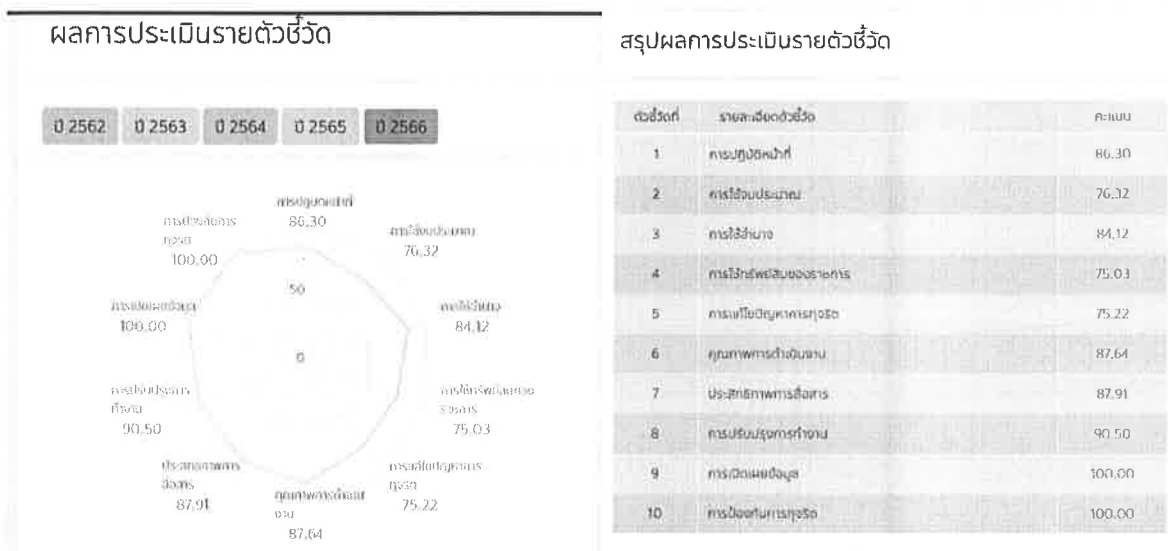 ผลการประเมินรายตัวชี้วัด
ปี 2562 ปี 2563 ปี 2564 ปี 2565 ปี 2566
การปฏิบัติหน้าที่
86.30
การใช้งบประมาณ
76.32
การใช้อำนาจ
84.12
การใช้ทรัพย์สินของ
ราชการ
75.03
การแก้ไขปัญหาการ
ทุจริต
75.22
คุณภาพการดำเนิน
งาน
87.64
ประสิทธิภาพการ
สื่อสาร
87.91
การปรับปรุงการ
ทำงาน
90.50
การเปิดเผยข้อมูล
100.00
การป้องกันการ
ทุจริต
100.00
50
0
สรุปผลการประเมินรายตัวชี้วัด
ตัวชี้วัดที่ รายละเอียดตัวชี้วัด คะแนน
1 การปฏิบัติหน้าที่ 86.30
2 การใช้งบประมาณ 76.32
3 การใช้อำนาจ 84.12
4 การใช้ทรัพย์สินของราชการ 75.03
5 การแก้ไขปัญหาการทุจริต 75.22
6 คุณภาพการดำเนินงาน 87.64
7 ประสิทธิภาพการสื่อสาร 87.91
8 การปรับปรุงการทำงาน 90.50
9 การเปิดเผยข้อมูล 100.00
10 การป้องกันการทุจริต 100.00